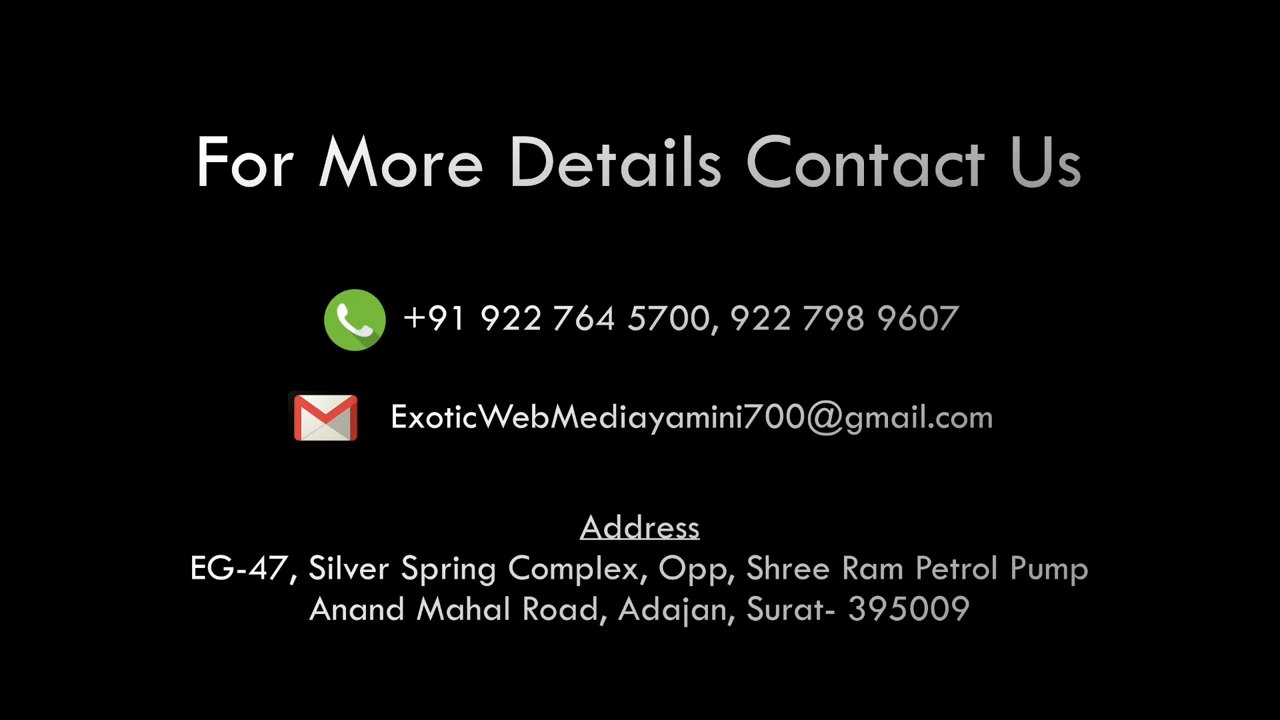 For More Details Contact Us
+91 922 764 5700, 922 798 9607
ExoticWebMediayamini700@gmail.com
Address
EG-47, Silver Spring Complex, Opp, Shree Ram Petrol Pump
Anand Mahal Road, Adajan, Surat- 395009